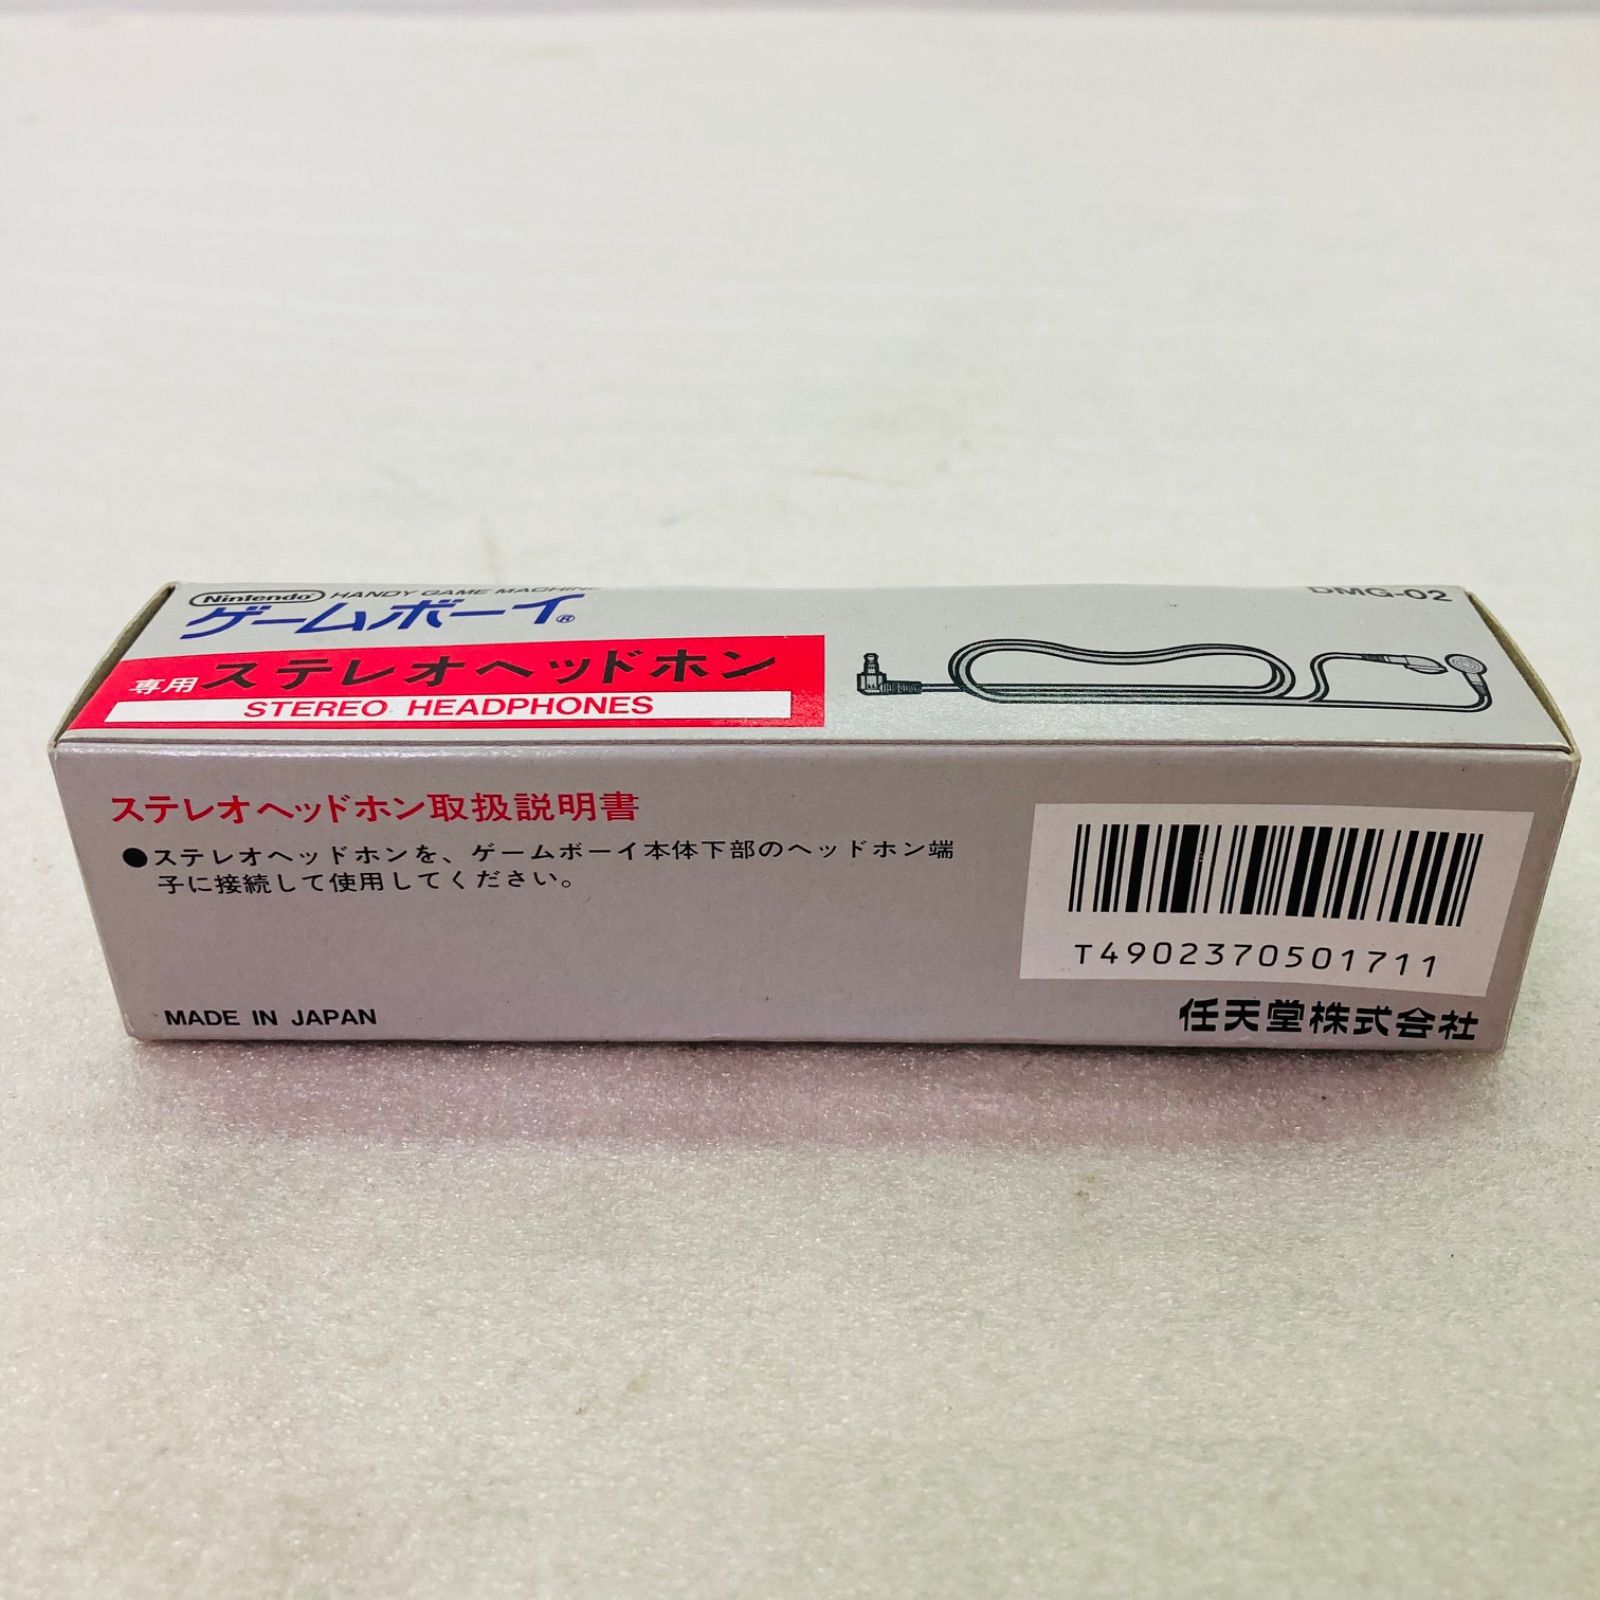 Nintendo HANDY GAME MACHINE
DMG-02
ゲームボーイ®
専用ステレオヘッドホン
STEREO HEADPHONES
ステレオヘッドホン取扱説明書
●ステレオヘッドホンを、ゲームボーイ本体下部のヘッドホン端
子に接続して使用してください。
T4902370501711
MADE IN JAPAN
任天堂株式会社